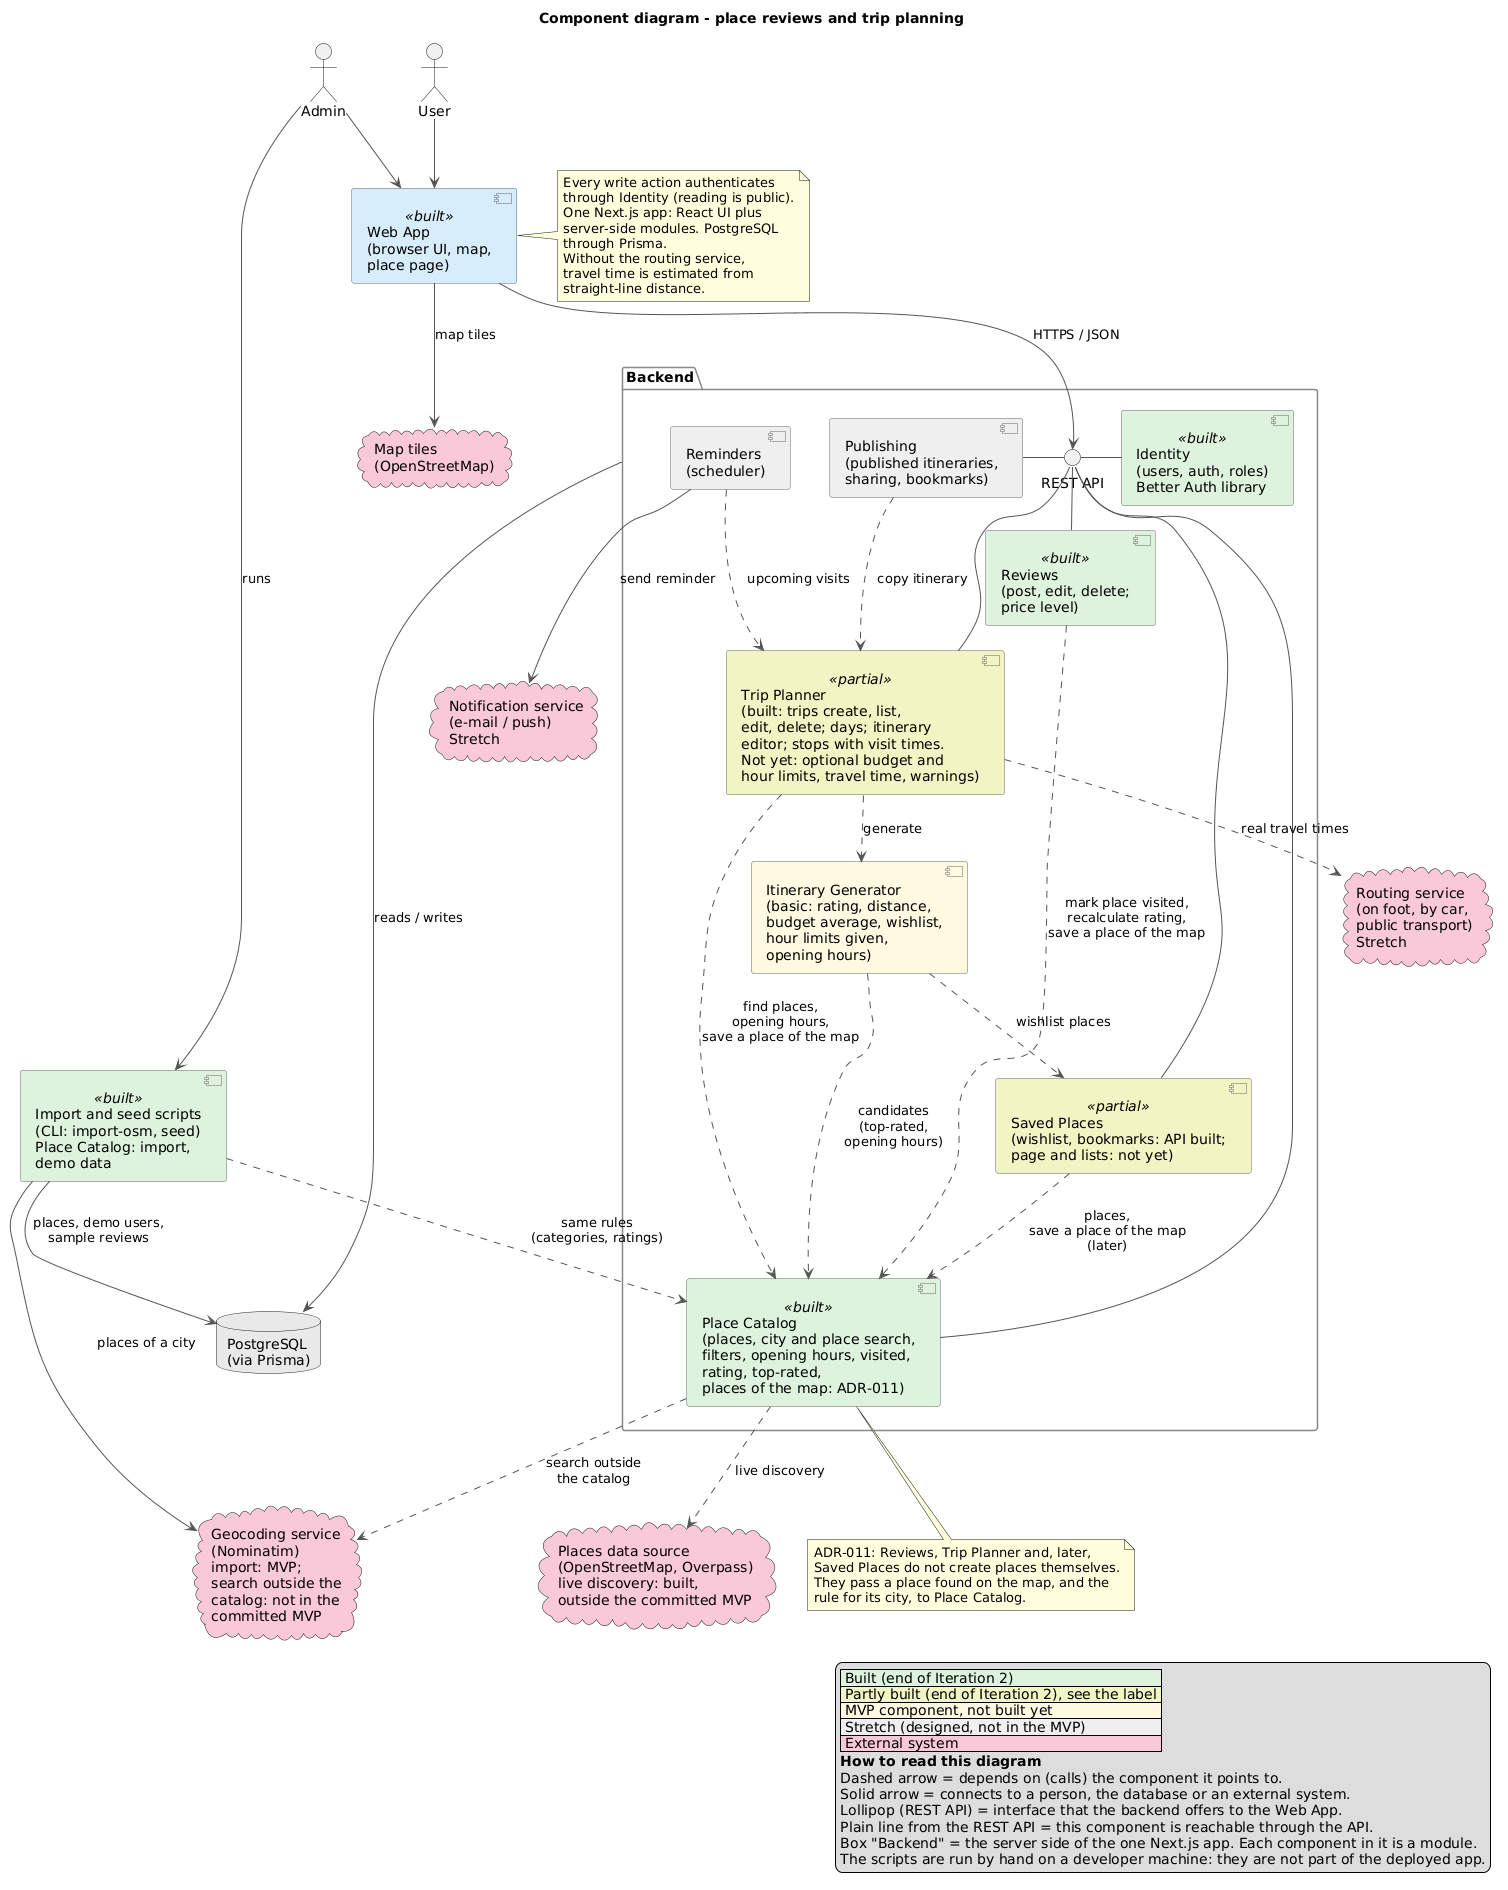 Component diagram - place reviews and trip planning
Admin
User
«built»
Web App
(browser UI, map,
place page)
Every write action authenticates
through Identity (reading is public).
One Next.js app: React UI plus
server-side modules. PostgreSQL
through Prisma.
Without the routing service,
travel time is estimated from
straight-line distance.
map tiles
HTTPS / JSON
Backend
Map tiles
(OpenStreetMap)
Reminders
(scheduler)
Publishing
(published itineraries,
sharing, bookmarks)
REST API
«built»
Identity
(users, auth, roles)
Better Auth library
runs
send reminder
upcoming visits
copy itinerary
«built»
Reviews
(post, edit, delete;
price level)
Notification service
(e-mail / push)
Stretch
«partial»
Trip Planner
(built: trips create, list,
edit, delete; days; itinerary
editor; stops with visit times.
Not yet: optional budget and
hour limits, travel time, warnings)
generate
real travel times
reads / writes
Itinerary Generator
(basic: rating, distance,
budget average, wishlist,
hour limits given,
opening hours)
mark place visited,
recalculate rating,
save a place of the map
Routing service
(on foot, by car,
public transport)
Stretch
find places,
opening hours,
save a place of the map
wishlist places
«built»
Import and seed scripts
(CLI: import-osm, seed)
Place Catalog: import,
demo data
candidates
(top-rated,
opening hours)
«partial»
Saved Places
(wishlist, bookmarks: API built;
page and lists: not yet)
places, demo users,
sample reviews
same rules
(categories, ratings)
places,
save a place of the map
(later)
places of a city
PostgreSQL
(via Prisma)
«built»
Place Catalog
(places, city and place search,
filters, opening hours, visited,
rating, top-rated,
places of the map: ADR-011)
search outside
the catalog
live discovery
Geocoding service
(Nominatim)
import: MVP;
search outside the
catalog: not in the
committed MVP
Places data source
(OpenStreetMap, Overpass)
live discovery: built,
outside the committed MVP
ADR-011: Reviews, Trip Planner and, later,
Saved Places do not create places themselves.
They pass a place found on the map, and the
rule for its city, to Place Catalog.
Built (end of Iteration 2)
Partly built (end of Iteration 2), see the label
MVP component, not built yet
Stretch (designed, not in the MVP)
External system
How to read this diagram
Dashed arrow = depends on (calls) the component it points to.
Solid arrow = connects to a person, the database or an external system.
Lollipop (REST API) = interface that the backend offers to the Web App.
Plain line from the REST API = this component is reachable through the API.
Box "Backend" = the server side of the one Next.js app. Each component in it is a module.
The scripts are run by hand on a developer machine: they are not part of the deployed app.